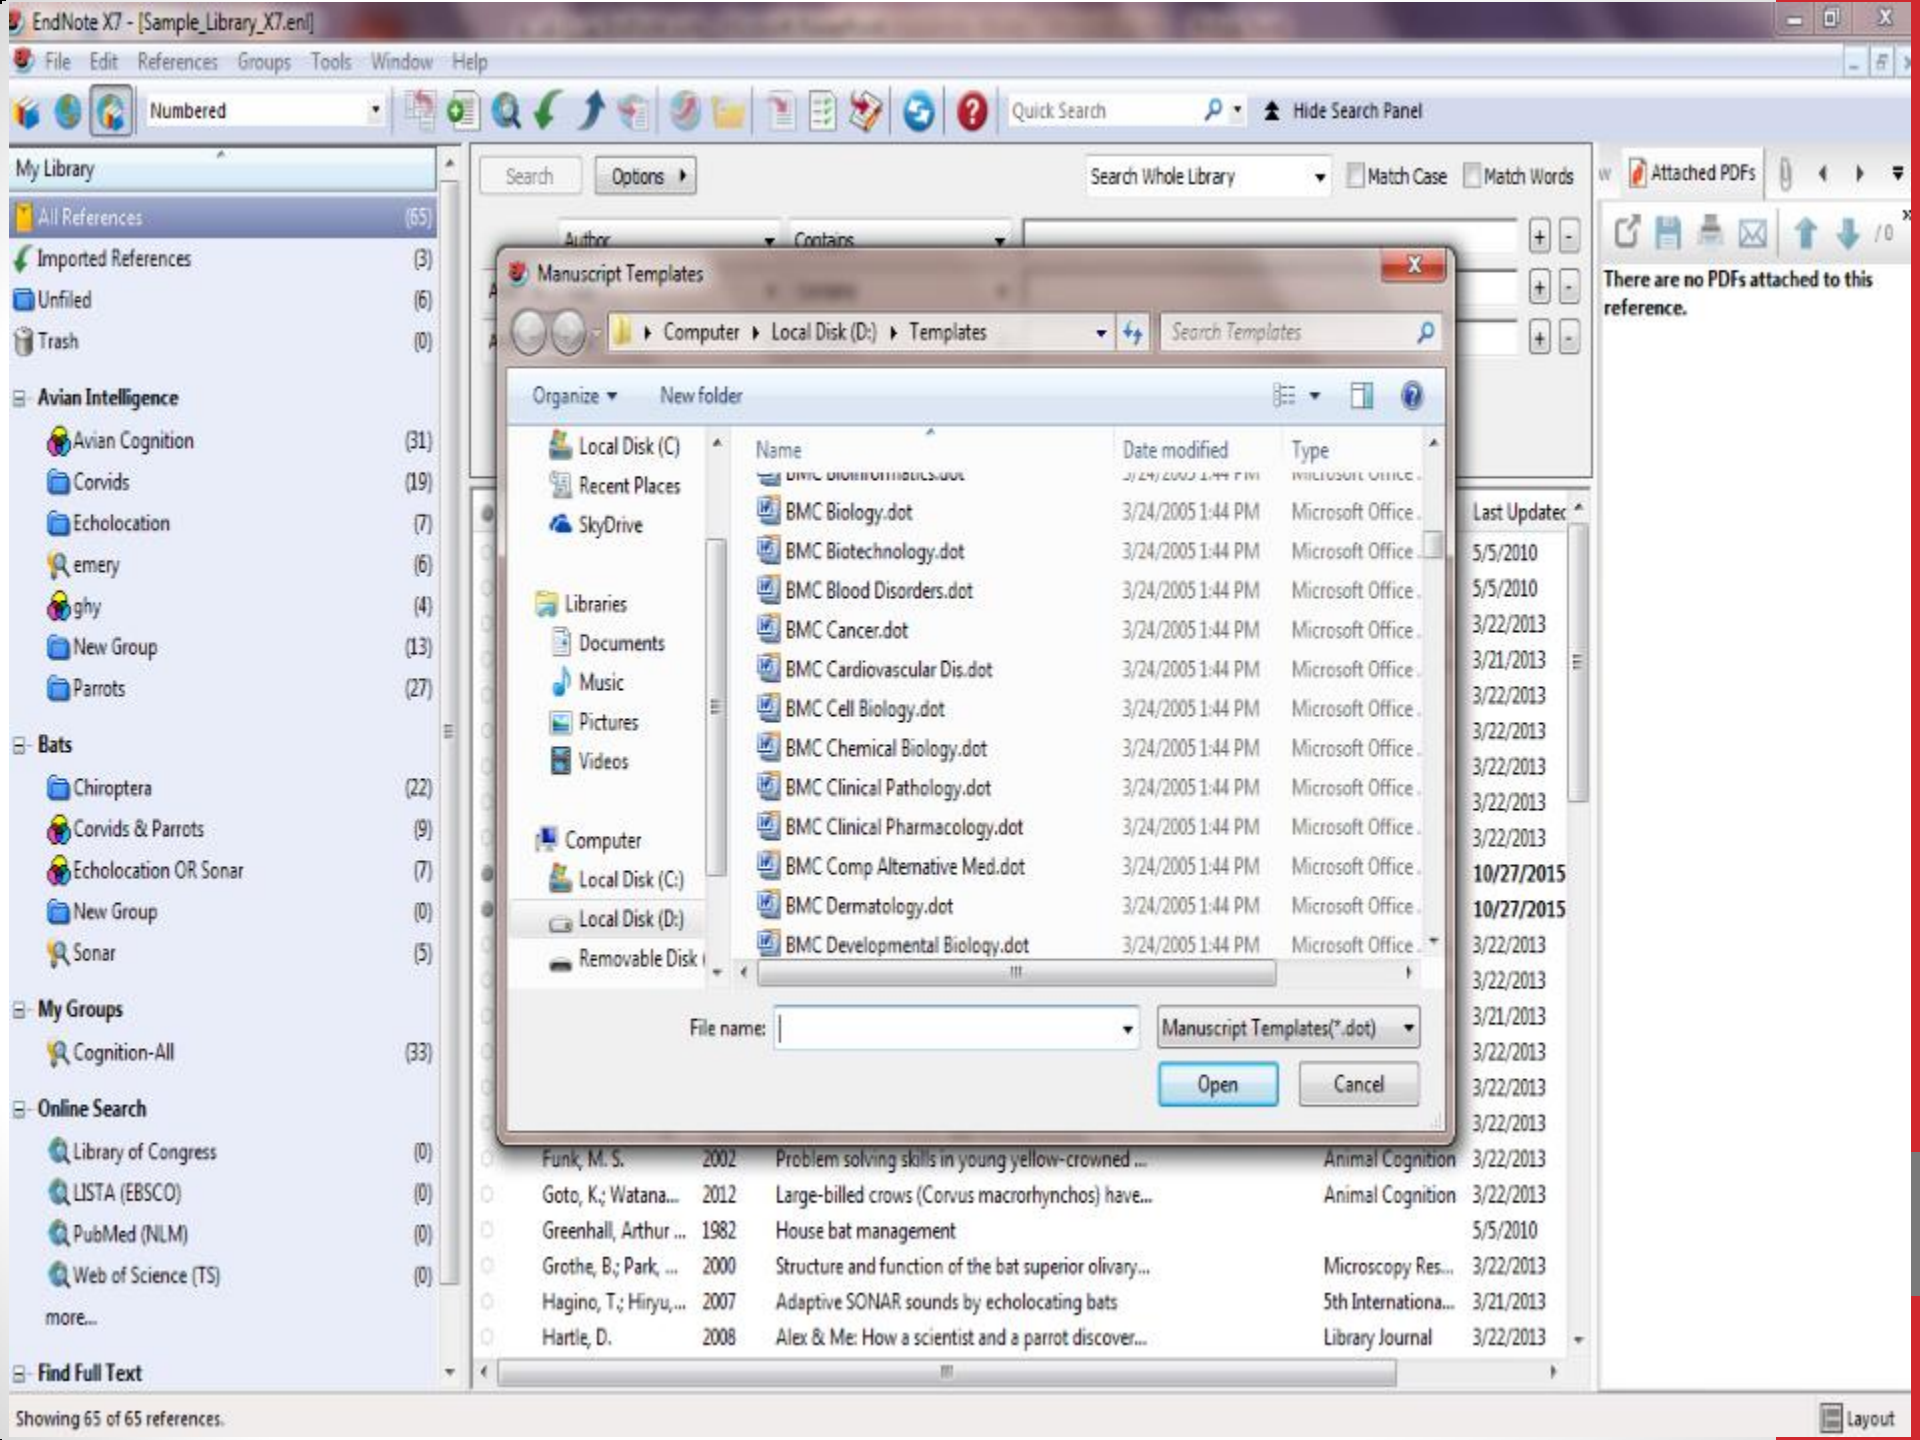 EndNote X7 - [Sample_Library_X7.enl]
File Edit References Groups Tools Window Help
Numbered
Quick Search
Hide Search Panel
My Library
All References (65)
Imported References (3)
Unfiled (6)
Trash (0)
Avian Intelligence
Avian Cognition (31)
Corvids (19)
Echolocation (7)
emery (6)
ghy (4)
New Group (13)
Parrots (27)
Bats
Chiroptera (22)
Corvids & Parrots (9)
Echolocation OR Sonar (7)
New Group (0)
Sonar (5)
My Groups
Cognition-All (33)
Online Search
Library of Congress (0)
LISTA (EBSCO) (0)
PubMed (NLM) (0)
Web of Science (TS) (0)
more...
Find Full Text
Search Options Search Whole Library Match Case Match Words
Author Contains
+ -
+ -
+ -
Manuscript Templates
Computer Local Disk (D:) Templates
Search Templates
Organize New folder
Local Disk (C)
Recent Places
SkyDrive
Libraries
Documents
Music
Pictures
Videos
Computer
Local Disk (C:)
Local Disk (D:)
Removable Disk
Name Date modified Type
BMC Bioinformatics.dot 3/24/2005 1:44 PM Microsoft Office.
BMC Biology.dot 3/24/2005 1:44 PM Microsoft Office .
BMC Biotechnology.dot 3/24/2005 1:44 PM Microsoft Office .
BMC Blood Disorders.dot 3/24/2005 1:44 PM Microsoft Office .
BMC Cancer.dot 3/24/2005 1:44 PM Microsoft Office .
BMC Cardiovascular Dis.dot 3/24/2005 1:44 PM Microsoft Office .
BMC Cell Biology.dot 3/24/2005 1:44 PM Microsoft Office .
BMC Chemical Biology.dot 3/24/2005 1:44 PM Microsoft Office .
BMC Clinical Pathology.dot 3/24/2005 1:44 PM Microsoft Office .
BMC Clinical Pharmacology.dot 3/24/2005 1:44 PM Microsoft Office .
BMC Comp Alternative Med.dot 3/24/2005 1:44 PM Microsoft Office .
BMC Dermatology.dot 3/24/2005 1:44 PM Microsoft Office .
BMC Developmental Biology.dot 3/24/2005 1:44 PM Microsoft Office .
File name: Manuscript Templates(*.dot)
Open Cancel
Last Updated
5/5/2010
5/5/2010
3/22/2013
3/21/2013
3/22/2013
3/22/2013
3/22/2013
3/22/2013
3/22/2013
10/27/2015
10/27/2015
3/22/2013
3/22/2013
3/21/2013
3/22/2013
3/22/2013
3/22/2013
Funk, M. S. 2002 Problem solving skills in young yellow-crowned ... Animal Cognition 3/22/2013
Goto, K.; Watana... 2012 Large-billed crows (Corvus macrorhynchos) have... Animal Cognition 3/22/2013
Greenhall, Arthur ... 1982 House bat management 5/5/2010
Grothe, B.; Park, ... 2000 Structure and function of the bat superior olivary... Microscopy Res... 3/22/2013
Hagino, T.; Hiryu,... 2007 Adaptive SONAR sounds by echolocating bats 5th Internationa... 3/21/2013
Hartle, D. 2008 Alex & Me: How a scientist and a parrot discover... Library Journal 3/22/2013
w Attached PDFs
/0
There are no PDFs attached to this
reference.
Showing 65 of 65 references.
Layout